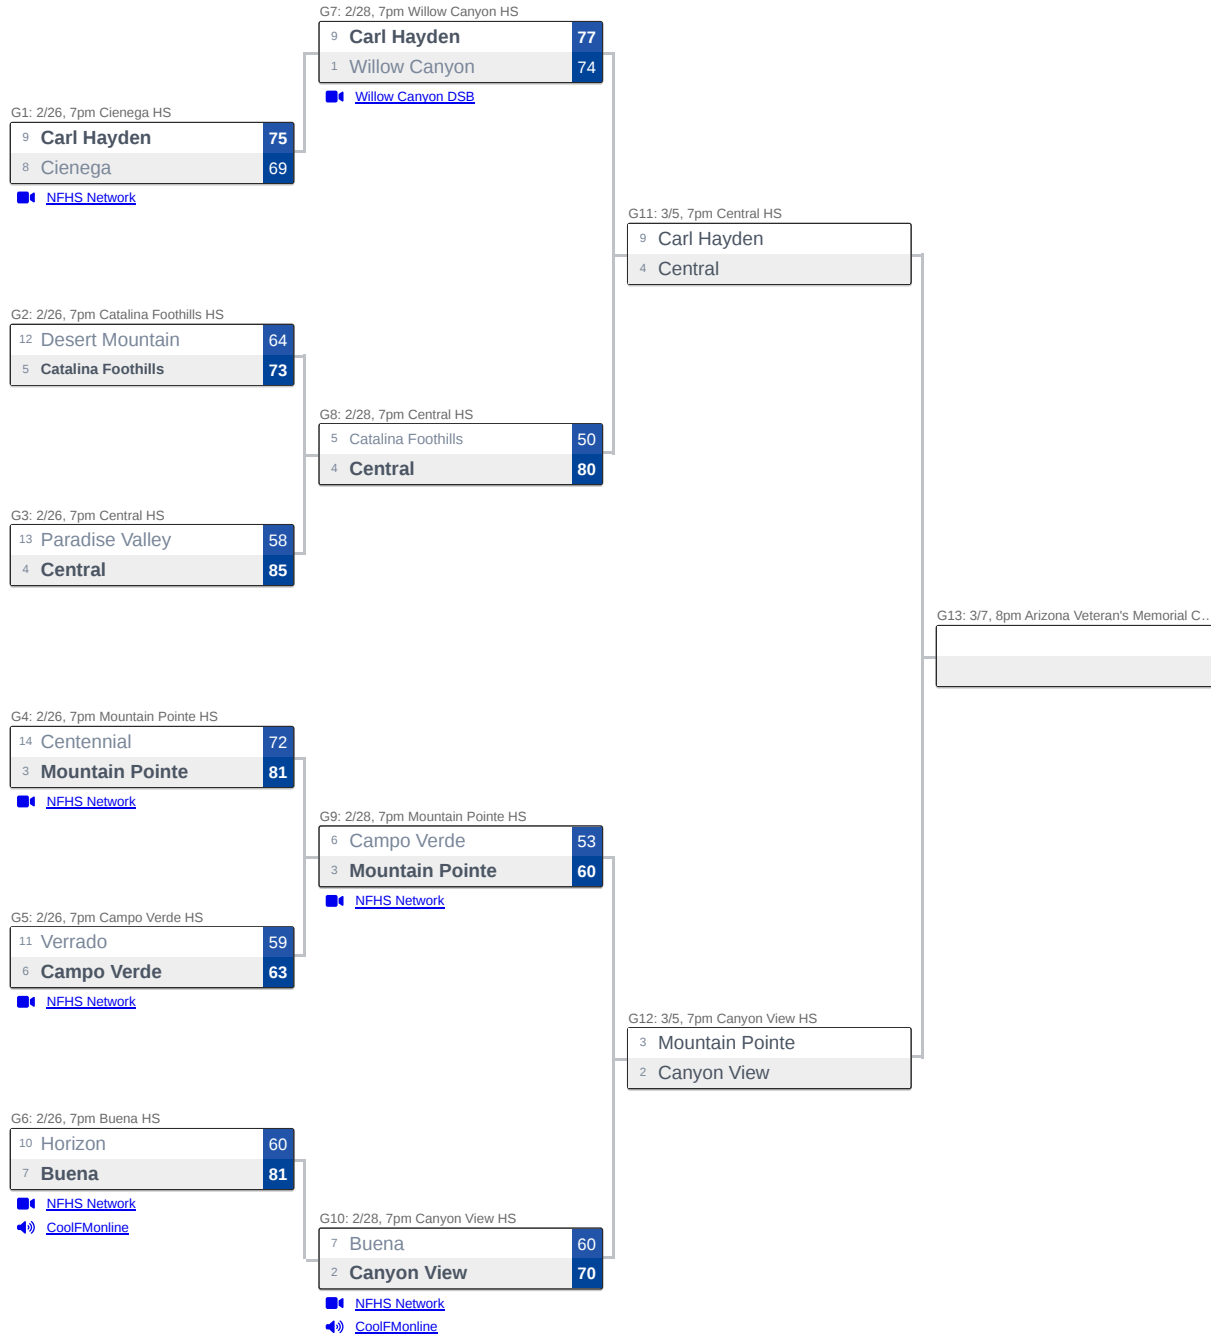 G7: 2/28, 7pm Willow Canyon HS
9 Carl Hayden 77
1 Willow Canyon 74
Willow Canyon DSB
G1: 2/26, 7pm Cienega HS
9 Carl Hayden 75
8 Cienega 69
NFHS Network
G11: 3/5, 7pm Central HS
9 Carl Hayden
4 Central
G2: 2/26, 7pm Catalina Foothills HS
12 Desert Mountain 64
5 Catalina Foothills 73
G8: 2/28, 7pm Central HS
5 Catalina Foothills 50
4 Central 80
G3: 2/26, 7pm Central HS
13 Paradise Valley 58
4 Central 85
G13: 3/7, 8pm Arizona Veteran's Memorial C...
G4: 2/26, 7pm Mountain Pointe HS
14 Centennial 72
3 Mountain Pointe 81
NFHS Network
G9: 2/28, 7pm Mountain Pointe HS
6 Campo Verde 53
3 Mountain Pointe 60
NFHS Network
G5: 2/26, 7pm Campo Verde HS
11 Verrado 59
6 Campo Verde 63
NFHS Network
G12: 3/5, 7pm Canyon View HS
3 Mountain Pointe
2 Canyon View
G6: 2/26, 7pm Buena HS
10 Horizon 60
7 Buena 81
NFHS Network
CoolFMonline
G10: 2/28, 7pm Canyon View HS
7 Buena 60
2 Canyon View 70
NFHS Network
CoolFMonline